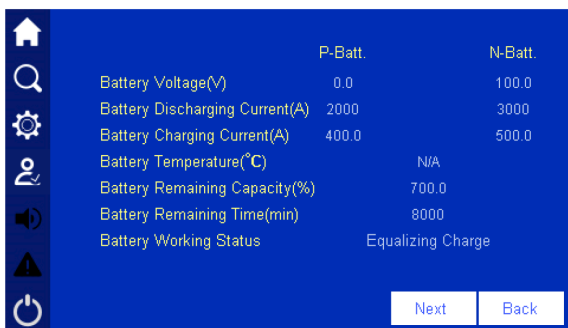 P-Batt. N-Batt.
Battery Voltage(V) 0.0 100.0
Battery Discharging Current(A) 2000 3000
Battery Charging Current(A) 400.0 500.0
Battery Temperature(°C) N/A
Battery Remaining Capacity(%) 700.0
Battery Remaining Time(min) 8000
Battery Working Status Equalizing Charge
Next Back